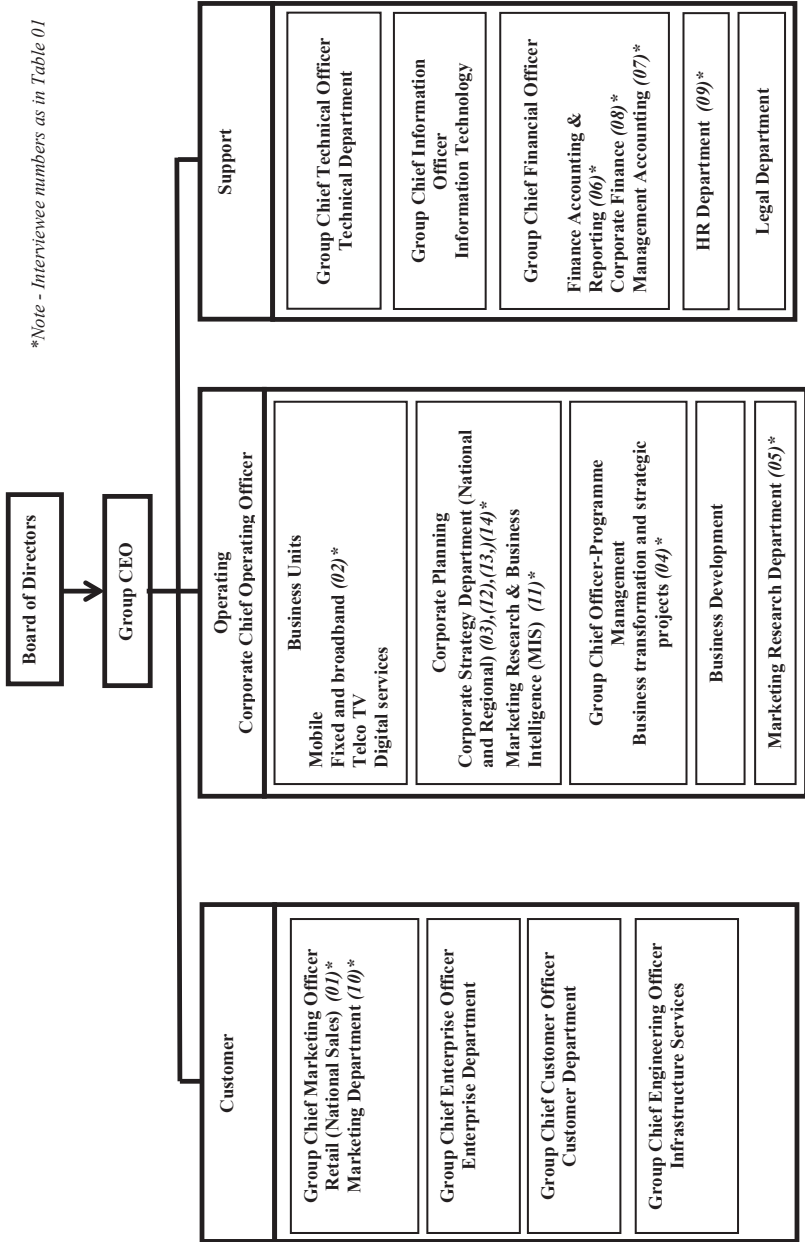 *Note - Interviewee numbers as in Table 01
Board of Directors
Group CEO
Customer
Group Chief Marketing Officer
Retail (National Sales) (01)*
Marketing Department (10)*
Group Chief Enterprise Officer
Enterprise Department
Group Chief Customer Officer
Customer Department
Group Chief Engineering Officer
Infrastructure Services
Operating
Corporate Chief Operating Officer
Business Units
Mobile
Fixed and broadband (02)*
Telco TV
Digital services
Corporate Planning
Corporate Strategy Department (National
and Regional) (03),(12),(13,)(14)*
Marketing Research & Business
Intelligence (MIS) (11)*
Group Chief Officer-Programme
Management
Business transformation and strategic
projects (04)*
Business Development
Marketing Research Department (05)*
Support
Group Chief Technical Officer
Technical Department
Group Chief Information
Officer
Information Technology
Group Chief Financial Officer
Finance Accounting &
Reporting (06)*
Corporate Finance (08)*
Management Accounting (07)*
HR Department (09)*
Legal Department